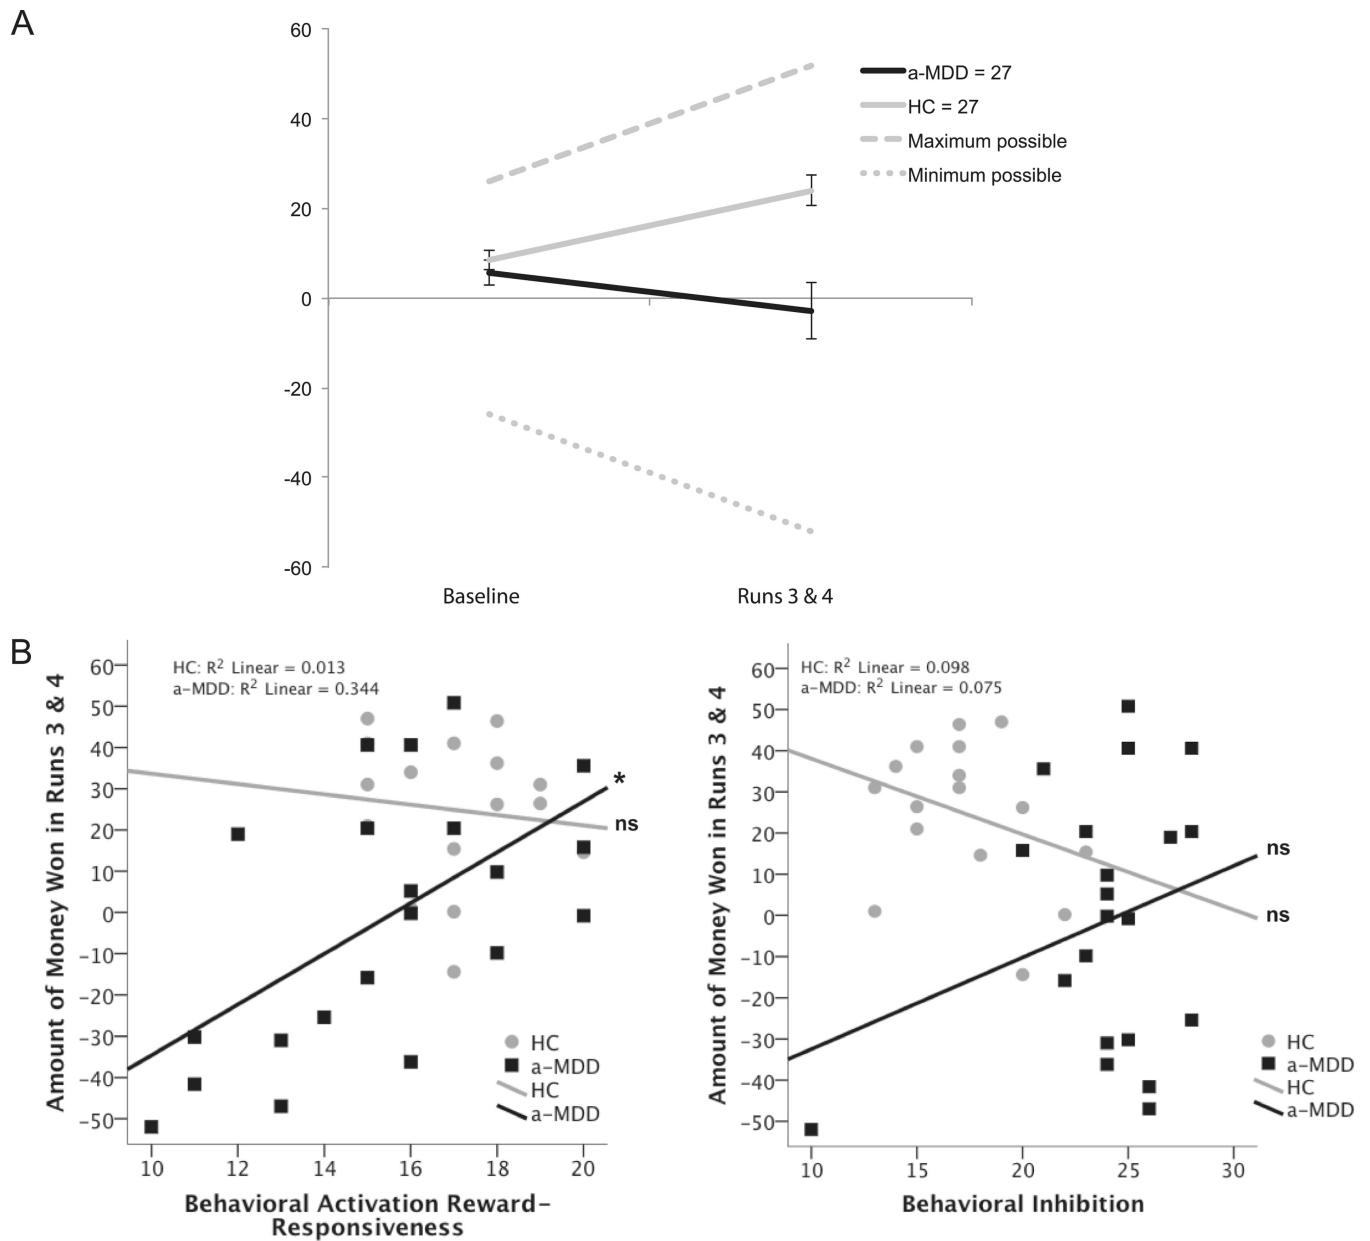 A
60
40
20
0
-20
-40
-60
a-MDD = 27
HC = 27
Maximum possible
Minimum possible
Baseline
Runs 3 & 4
B
Amount of Money Won in Runs 3 & 4
60
50
40
30
20
10
0
-10
-20
-30
-40
-50
HC: R² Linear = 0.013
a-MDD: R² Linear = 0.344
*
ns
HC
a-MDD
HC
a-MDD
10 12 14 16 18 20
Behavioral Activation Reward-
Responsiveness
Amount of Money Won in Runs 3 & 4
60
50
40
30
20
10
0
-10
-20
-30
-40
-50
HC: R² Linear = 0.098
a-MDD: R² Linear = 0.075
ns
ns
HC
a-MDD
HC
a-MDD
10 15 20 25 30
Behavioral Inhibition